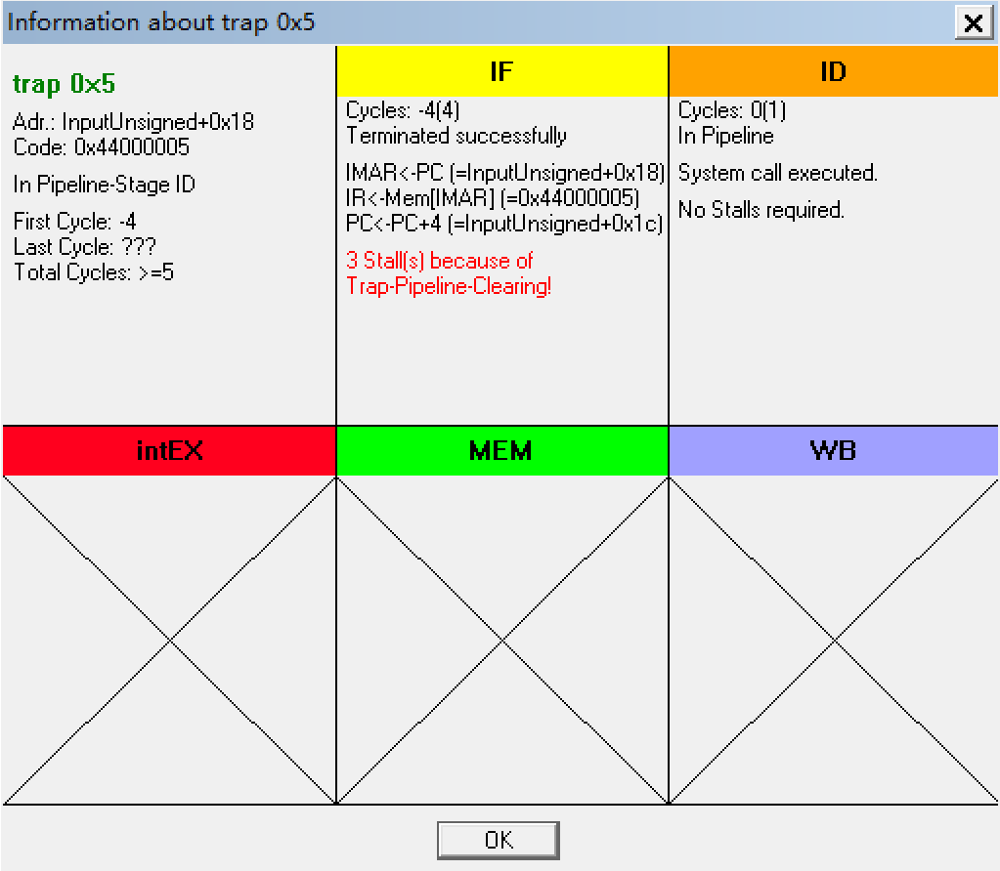 Information about trap 0x5
trap 0x5
Adr.: InputUnsigned+0x18
Code: 0x44000005
In Pipeline-Stage ID
First Cycle: -4
Last Cycle: ???
Total Cycles: >=5
IF
Cycles: -4(4)
Terminated successfully
IMAR<-PC (=InputUnsigned+0x18)
IR<-Mem[IMAR] (=0x44000005)
PC<-PC+4 (=InputUnsigned+0x1c)
3 Stall(s) because of
Trap-Pipeline-Clearing!
ID
Cycles: 0(1)
In Pipeline
System call executed.
No Stalls required.
intEX
MEM
WB
OK